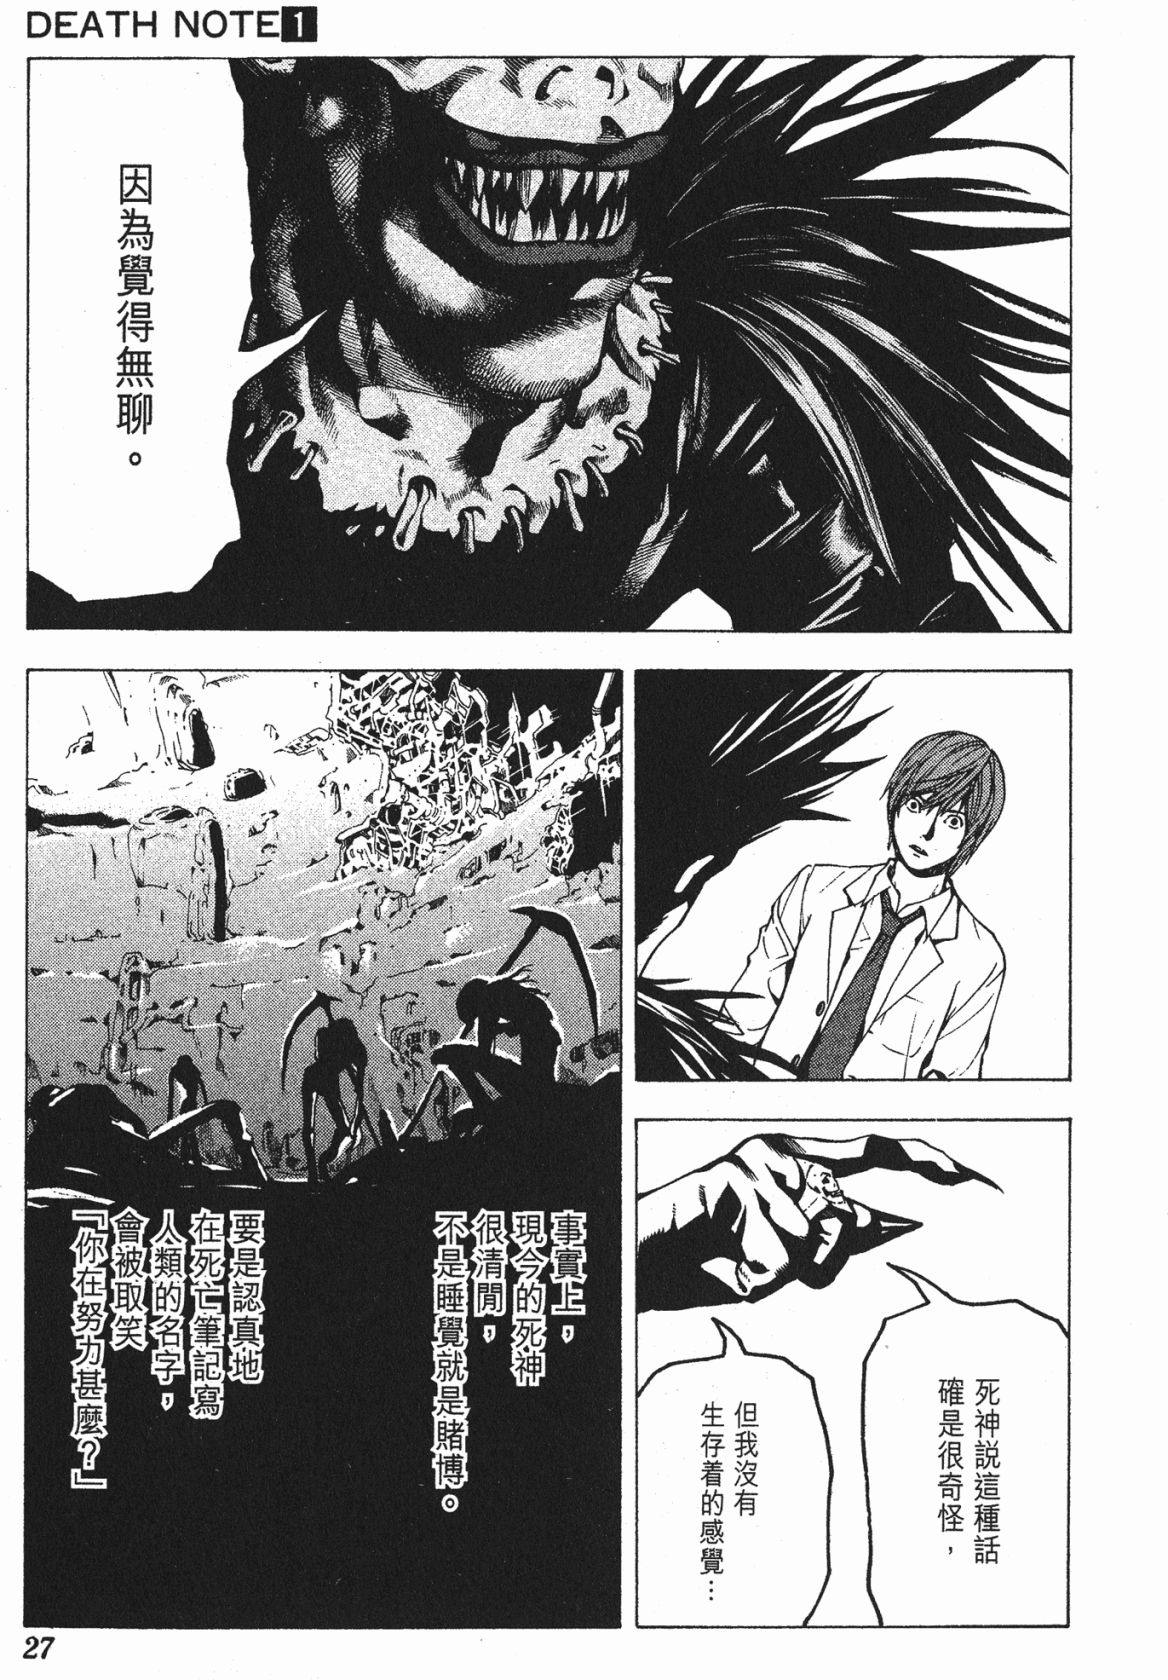 DEATH NOTE 1
因為覺得無聊。
死神說這種話
確是很奇怪，
但我沒有
生存着的感覺…
事實上，
現今的死神
很清閒，
不是睡覺就是賭博。
要是認真地
在死亡筆記寫
人類的名字，
會被取笑
「你在努力甚麼？」
27